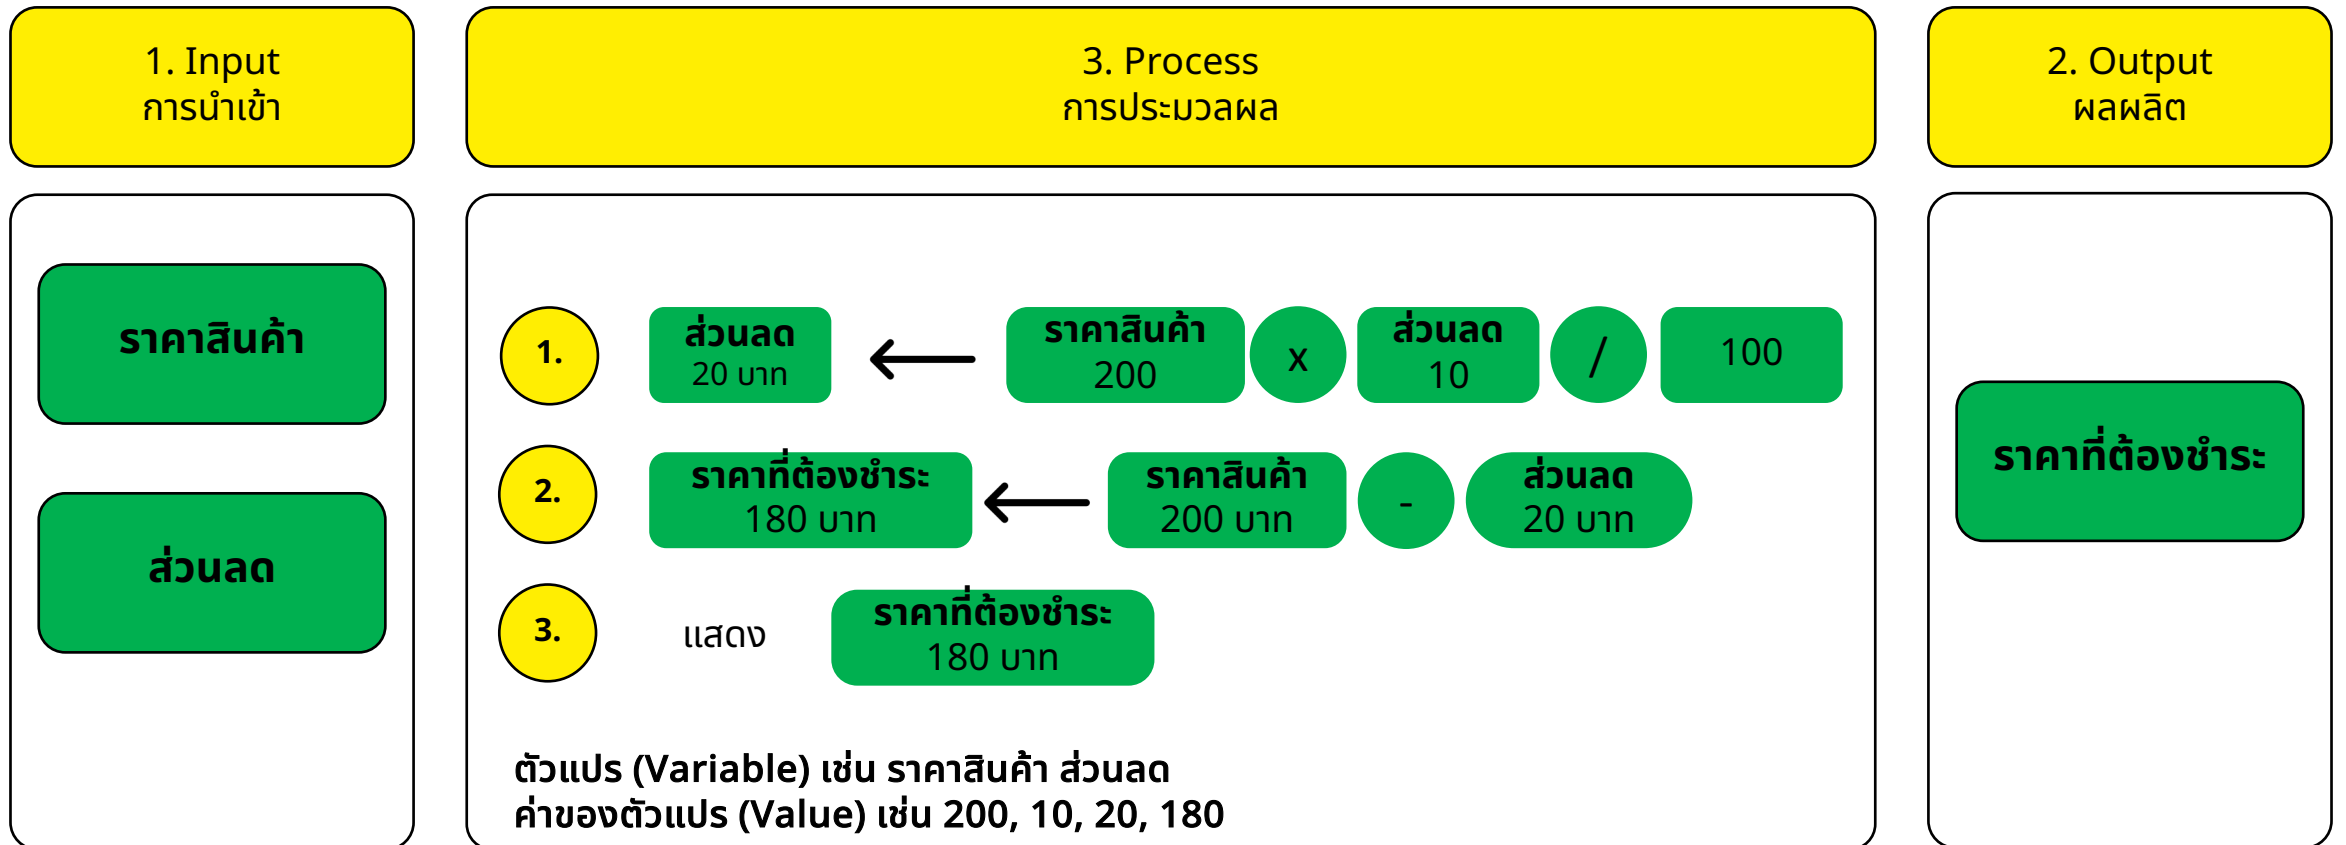 1. Input
การนำเข้า
3. Process
การประมวลผล
2. Output
ผลผลิต
ราคาสินค้า
ส่วนลด
1.
ส่วนลด
20 บาท
ราคาสินค้า
200
x
ส่วนลด
10
/
100
2.
ราคาที่ต้องชำระ
180 บาท
ราคาสินค้า
200 บาท
-
ส่วนลด
20 บาท
3.
แสดง
ราคาที่ต้องชำระ
180 บาท
ตัวแปร (Variable) เช่น ราคาสินค้า ส่วนลด
ค่าของตัวแปร (Value) เช่น 200, 10, 20, 180
ราคาที่ต้องชำระ